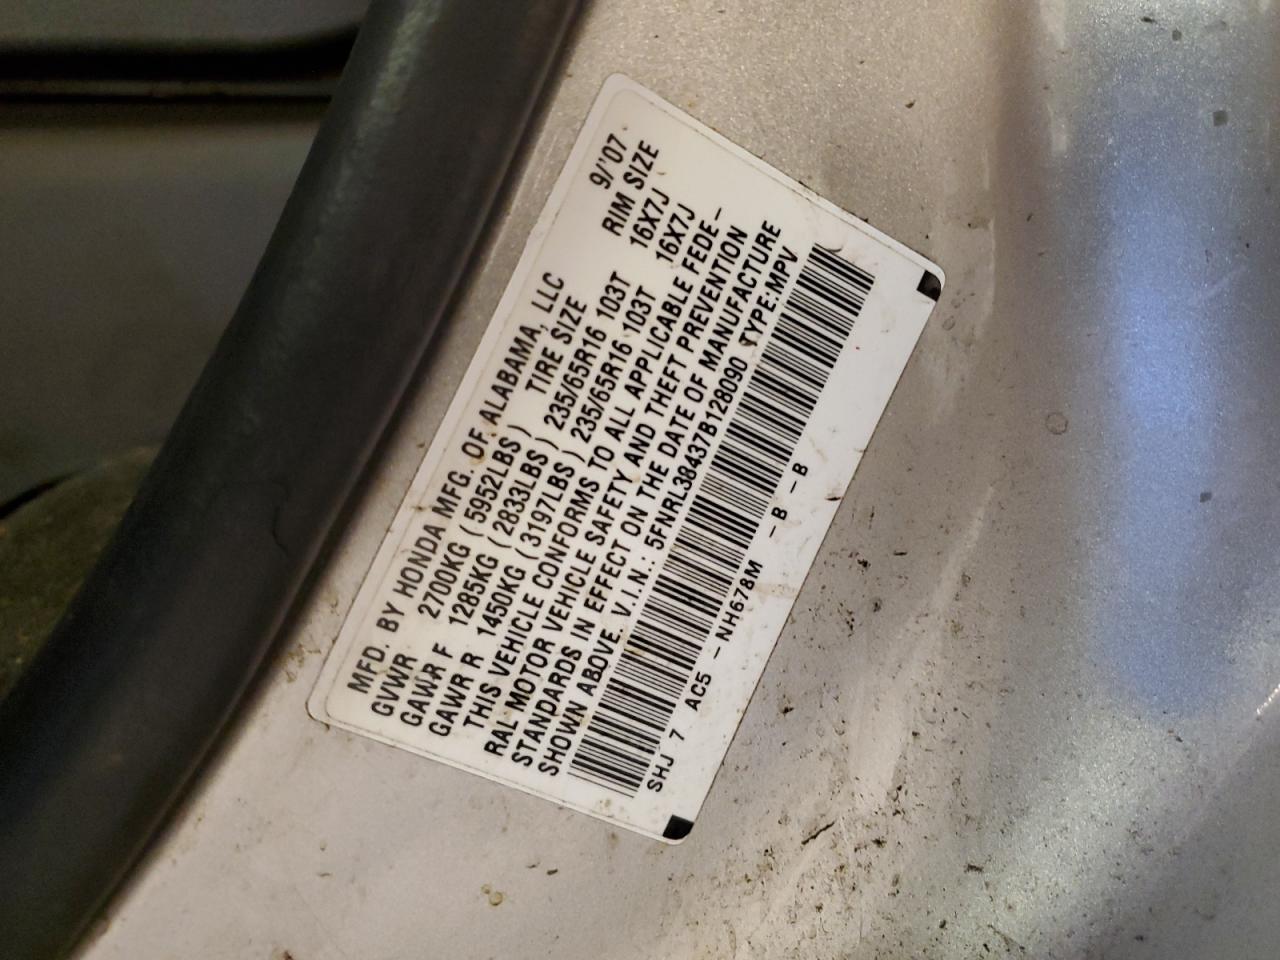 MFD. BY HONDA MFG. OF ALABAMA, LLC 9/'07
GVWR 2700KG (5952LBS) TIRE SIZE RIM SIZE
GAWR F 1285KG (2833LBS) 235/65R16 103T 16X7J
GAWR R 1450KG (3197LBS) 235/65R16 103T 16X7J
THIS VEHICLE CONFORMS TO ALL APPLICABLE FEDE-
RAL MOTOR VEHICLE SAFETY AND THEFT PREVENTION
STANDARDS IN EFFECT ON THE DATE OF MANUFACTURE
SHOWN ABOVE. V.I.N.: 5FNRL38437B128090 TYPE:MPV
SHJ 7 AC5 -NH678M -B -B